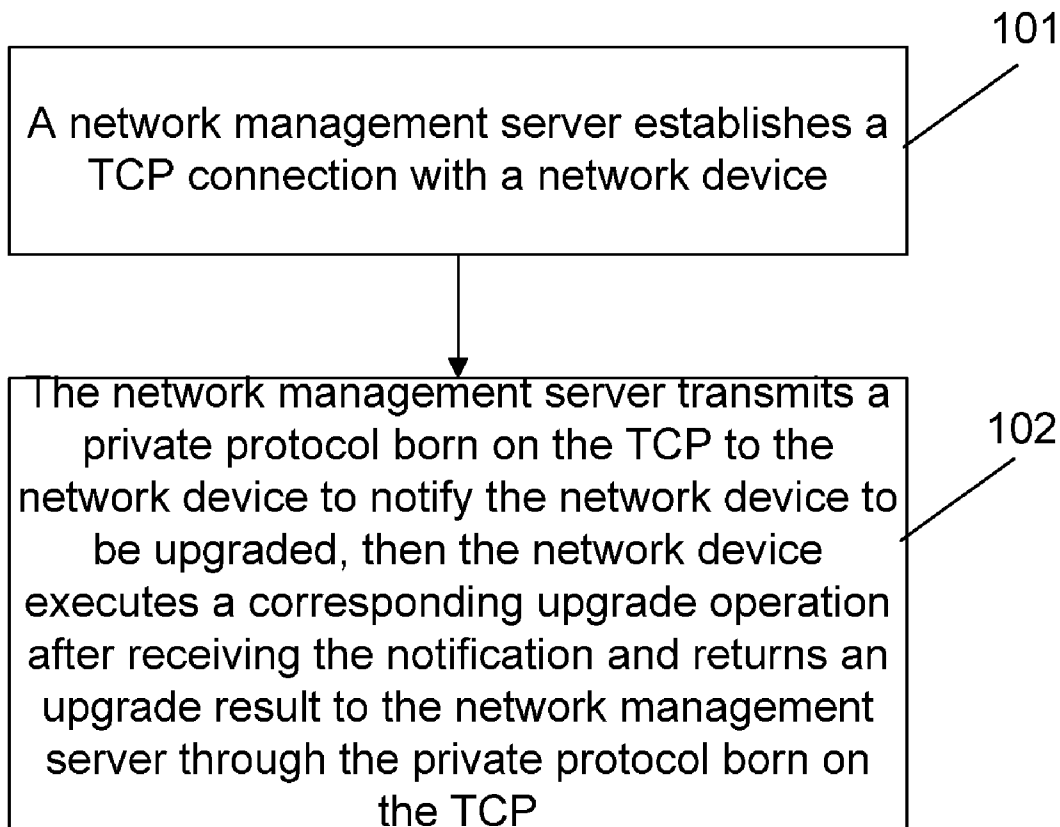 101
A network management server establishes a
TCP connection with a network device
The network management server transmits a
private protocol born on the TCP to the
network device to notify the network device to
be upgraded, then the network device
executes a corresponding upgrade operation
after receiving the notification and returns an
upgrade result to the network management
server through the private protocol born on
the TCP
102